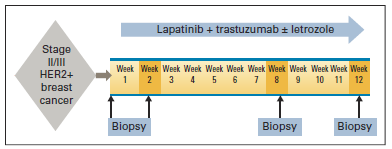 Lapatinib + trastuzumab ± letrozole
Stage
II/III
HER2+
breast
cancer
Week Week Week Week Week Week Week Week Week Week Week Week
1 2 3 4 5 6 7 8 9 10 11 12
Biopsy Biopsy Biopsy